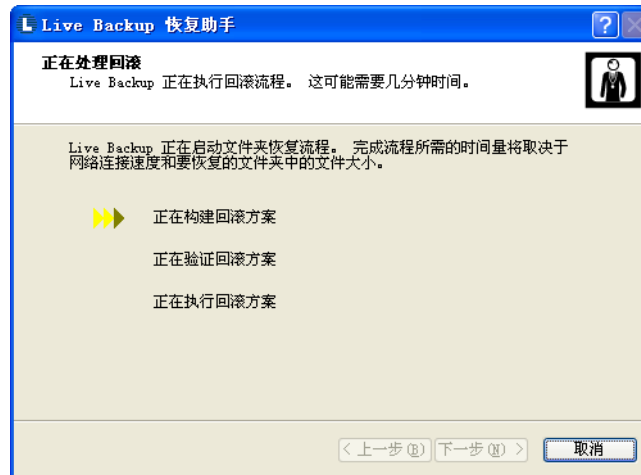 Live Backup 恢复助手
正在处理回滚
Live Backup 正在执行回滚流程。 这可能需要几分钟时间。
Live Backup 正在启动文件夹恢复流程。 完成流程所需的时间量将取决于
网络连接速度和要恢复的文件夹中的文件大小。
正在构建回滚方案
正在验证回滚方案
正在执行回滚方案
< 上一步(B) 下一步(N) > 取消